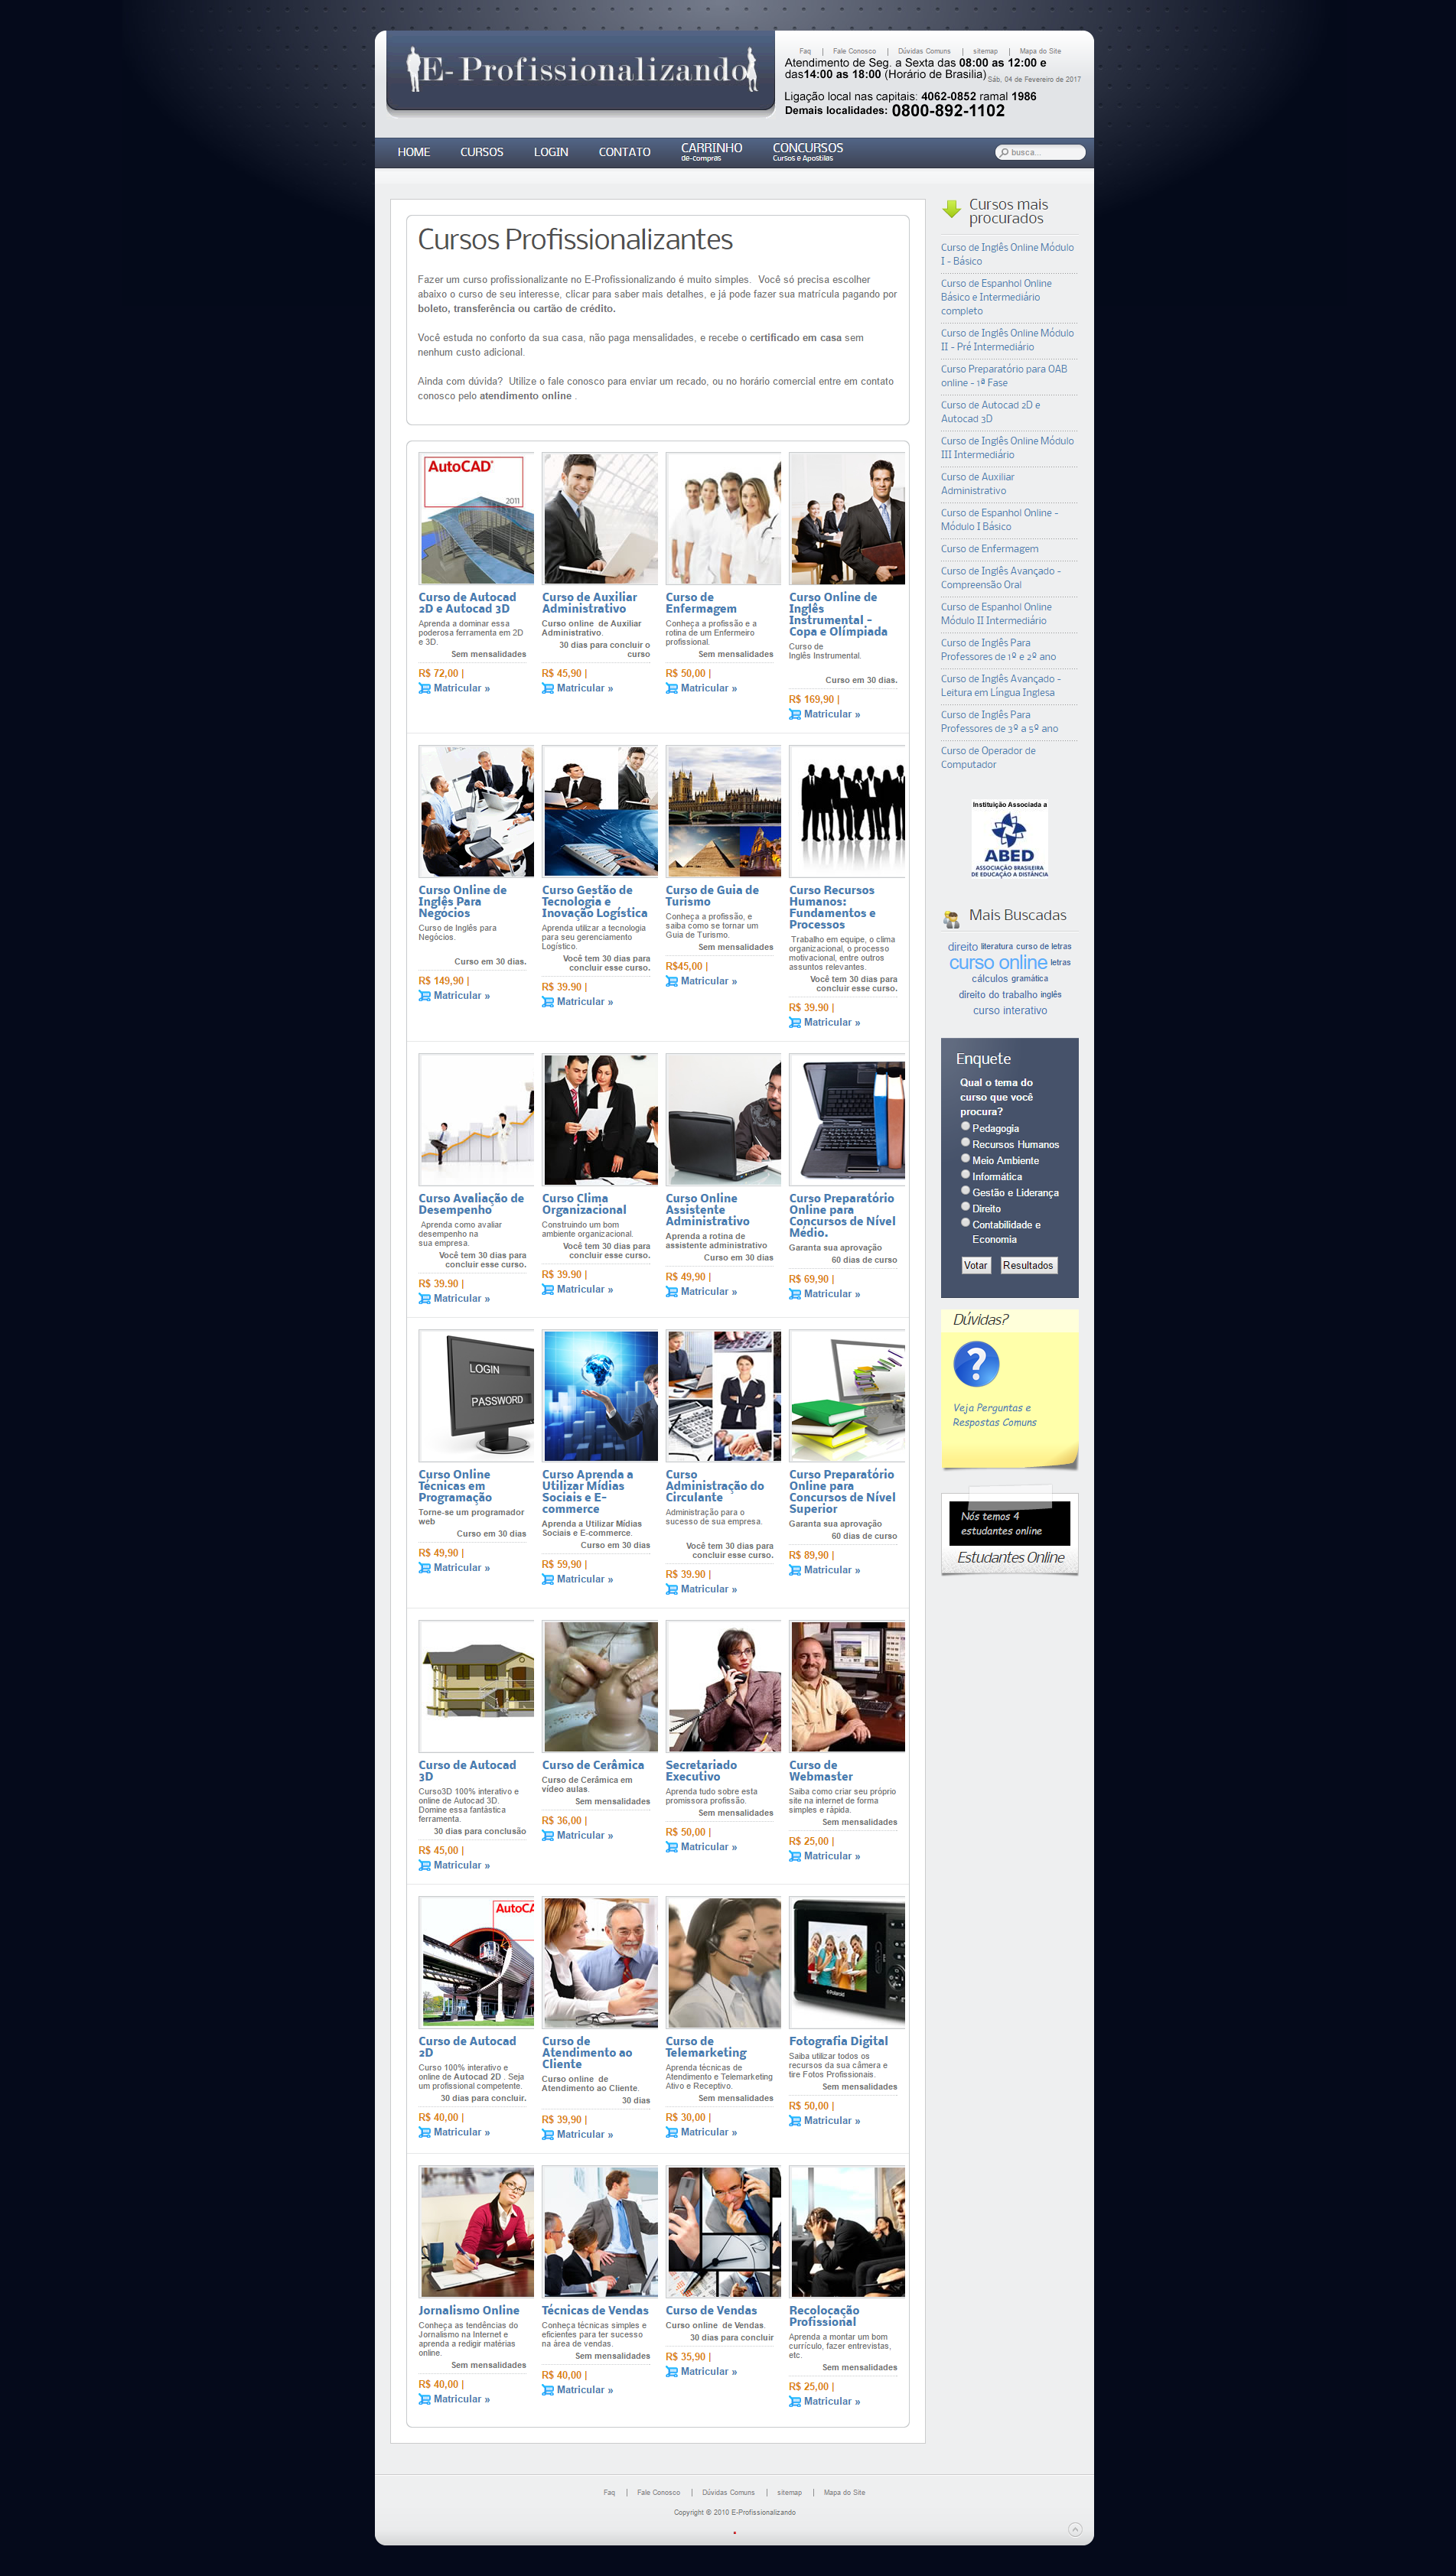 E-Profissionalizando
Faq | Fale Conosco | Dúvidas Comuns | sitemap | Mapa do Site
Atendimento de Seg. a Sexta das 08:00 as 12:00 e
das14:00 as 18:00 (Horário de Brasilia)
Sáb, 04 de Fevereiro de 2017
Ligação local nas capitais: 4062-0852 ramal 1986
Demais localidades: 0800-892-1102
HOME CURSOS LOGIN CONTATO CARRINHO CONCURSOS
de-compras Cursos e Apostilas
busca...
Cursos Profissionalizantes
Fazer um curso profissionalizante no E-Profissionalizando é muito simples. Você só precisa escolher
abaixo o curso de seu interesse, clicar para saber mais detalhes, e já pode fazer sua matrícula pagando por
boleto, transferência ou cartão de crédito.
Você estuda no conforto da sua casa, não paga mensalidades, e recebe o certificado em casa sem
nenhum custo adicional.
Ainda com dúvida? Utilize o fale conosco para enviar um recado, ou no horário comercial entre em contato
conosco pelo atendimento online .
AutoCAD
2011
Curso de Autocad
2D e Autocad 3D
Aprenda a dominar essa
poderosa ferramenta em 2D
e 3D.
Sem mensalidades
R$ 72,00 |
Matricular »
Curso de Auxiliar
Administrativo
Curso online de Auxiliar
Administrativo.
30 dias para concluir o
curso
R$ 45,90 |
Matricular »
Curso de
Enfermagem
Conheça a profissão e a
rotina de um Enfermeiro
profissional.
Sem mensalidades
R$ 50,00 |
Matricular »
Curso Online de
Inglês
Instrumental -
Copa e Olímpiada
Curso de
Inglês Instrumental.
Curso em 30 dias.
R$ 169,90 |
Matricular »
Curso Online de
Inglês Para
Negócios
Curso de Inglês para
Negócios.
Curso em 30 dias.
R$ 149,90 |
Matricular »
Curso Gestão de
Tecnologia e
Inovação Logística
Aprenda utilizar a tecnologia
para seu gerenciamento
Logístico.
Você tem 30 dias para
concluir esse curso.
R$ 39.90 |
Matricular »
Curso de Guia de
Turismo
Conheça a profissão, e
saiba como se tornar um
Guia de Turismo.
Sem mensalidades
R$45,00 |
Matricular »
Curso Recursos
Humanos:
Fundamentos e
Processos
Trabalho em equipe, o clima
organizacional, o processo
motivacional, entre outros
assuntos relevantes.
Você tem 30 dias para
concluir esse curso.
R$ 39.90 |
Matricular »
Curso Avaliação de
Desempenho
Aprenda como avaliar
desempenho na
sua empresa.
Você tem 30 dias para
concluir esse curso.
R$ 39.90 |
Matricular »
Curso Clima
Organizacional
Construindo um bom
ambiente organizacional.
Você tem 30 dias para
concluir esse curso.
R$ 39.90 |
Matricular »
Curso Online
Assistente
Administrativo
Aprenda a rotina de
assistente administrativo
Curso em 30 dias
R$ 49,90 |
Matricular »
Curso Preparatório
Online para
Concursos de Nível
Médio.
Garanta sua aprovação
60 dias de curso
R$ 69,90 |
Matricular »
LOGIN
PASSWORD
Curso Online
Técnicas em
Programação
Torne-se um programador
web
Curso em 30 dias
R$ 49,90 |
Matricular »
Curso Aprenda a
Utilizar Mídias
Sociais e E-
commerce
Aprenda a Utilizar Mídias
Sociais e E-commerce.
Curso em 30 dias
R$ 59,90 |
Matricular »
Curso
Administração do
Circulante
Administração para o
sucesso de sua empresa.
Você tem 30 dias para
concluir esse curso.
R$ 39.90 |
Matricular »
Curso Preparatório
Online para
Concursos de Nível
Superior
Garanta sua aprovação
60 dias de curso
R$ 89,90 |
Matricular »
Curso de Autocad
3D
Curso3D 100% interativo e
online de Autocad 3D.
Domine essa fantástica
ferramenta.
30 dias para conclusão
R$ 45,00 |
Matricular »
Curso de Cerâmica
Curso de Cerâmica em
vídeo aulas.
Sem mensalidades
R$ 36,00 |
Matricular »
Secretariado
Executivo
Aprenda tudo sobre esta
promissora profissão.
Sem mensalidades
R$ 50,00 |
Matricular »
Curso de
Webmaster
Saiba como criar seu próprio
site na internet de forma
simples e rápida.
Sem mensalidades
R$ 25,00 |
Matricular »
AutoCA
Curso de Autocad
2D
Curso 100% interativo e
online de Autocad 2D . Seja
um profissional competente.
30 dias para concluir.
R$ 40,00 |
Matricular »
Curso de
Atendimento ao
Cliente
Curso online de
Atendimento ao Cliente.
30 dias
R$ 39,90 |
Matricular »
Curso de
Telemarketing
Aprenda técnicas de
Atendimento e Telemarketing
Ativo e Receptivo.
Sem mensalidades
R$ 30,00 |
Matricular »
Polaroid
Fotografia Digital
Saiba utilizar todos os
recursos da sua câmera e
tire Fotos Profissionais.
Sem mensalidades
R$ 50,00 |
Matricular »
Jornalismo Online
Conheça as tendências do
Jornalismo na Internet e
aprenda a redigir matérias
online.
Sem mensalidades
R$ 40,00 |
Matricular »
Técnicas de Vendas
Conheça técnicas simples e
eficientes para ter sucesso
na área de vendas.
Sem mensalidades
R$ 40,00 |
Matricular »
Curso de Vendas
Curso online de Vendas.
30 dias para concluir
R$ 35,90 |
Matricular »
Recolocação
Profissional
Aprenda a montar um bom
currículo, fazer entrevistas,
etc.
Sem mensalidades
R$ 25,00 |
Matricular »
Cursos mais
procurados
Curso de Inglês Online Módulo
I - Básico
Curso de Espanhol Online
Básico e Intermediário
completo
Curso de Inglês Online Módulo
II - Pré Intermediário
Curso Preparatório para OAB
online - 1ª Fase
Curso de Autocad 2D e
Autocad 3D
Curso de Inglês Online Módulo
III Intermediário
Curso de Auxiliar
Administrativo
Curso de Espanhol Online -
Módulo I Básico
Curso de Enfermagem
Curso de Inglês Avançado -
Compreensão Oral
Curso de Espanhol Online
Módulo II Intermediário
Curso de Inglês Para
Professores de 1º e 2º ano
Curso de Inglês Avançado -
Leitura em Língua Inglesa
Curso de Inglês Para
Professores de 3º a 5º ano
Curso de Operador de
Computador
Instituição Associada a
ABED
ASSOCIAÇÃO BRASILEIRA
DE EDUCAÇÃO A DISTÂNCIA
Mais Buscadas
direito literatura curso de letras
curso online letras
cálculos gramática
direito do trabalho inglês
curso interativo
Enquete
Qual o tema do
curso que você
procura?
Pedagogia
Recursos Humanos
Meio Ambiente
Informática
Gestão e Liderança
Direito
Contabilidade e
Economia
Votar Resultados
Dúvidas?
?
Veja Perguntas e
Respostas Comuns
Nós temos 4
estudantes online
Estudantes Online
Faq | Fale Conosco | Dúvidas Comuns | sitemap | Mapa do Site
Copyright © 2010 E-Profissionalizando